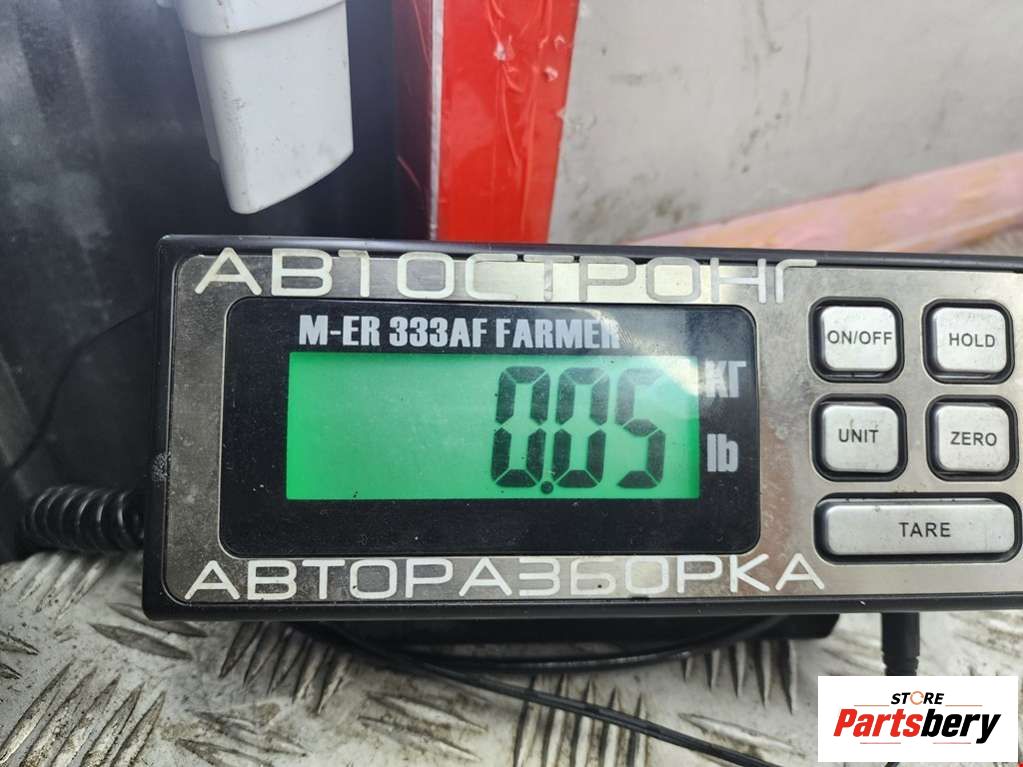 АВТОСТРОНГ
M-ER 333AF FARMER
0.05
КГ
lb
ON/OFF
HOLD
UNIT
ZERO
TARE
АВТОРАЗБОРКА
STORE
Partsbery